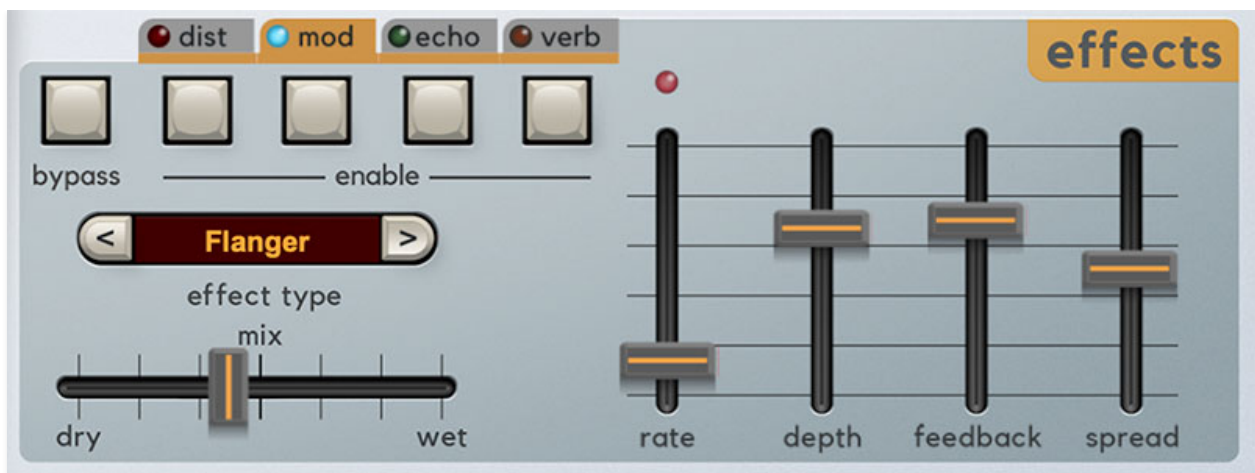 dist mod echo verb
effects
bypass enable
< Flanger >
effect type
mix
dry wet
rate depth feedback spread